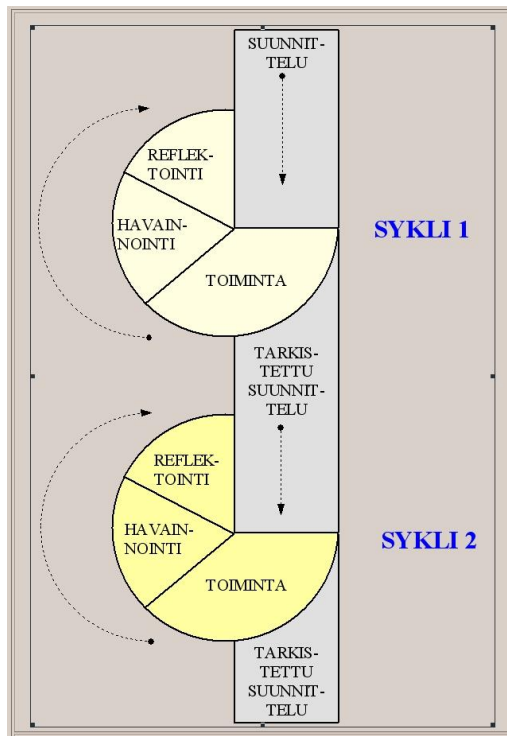 SUUNNIT-
TELU
REFLEK-
TOINTI
HAVAIN-
NOINTI
TOIMINTA
SYKLI 1
TARKIS-
TETTU
SUUNNIT-
TELU
REFLEK-
TOINTI
HAVAIN-
NOINTI
TOIMINTA
SYKLI 2
TARKIS-
TETTU
SUUNNIT-
TELU